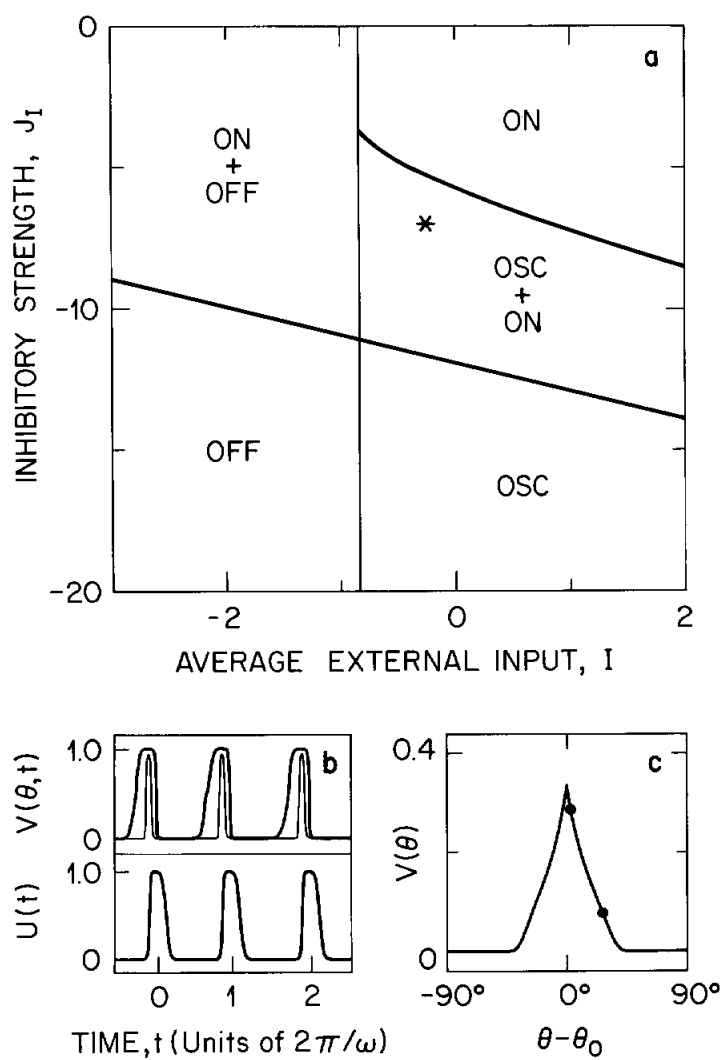 0
a
ON
ON
+
OFF
OSC
+
ON
-10
OFF
OSC
-20
-2
0
2
INHIBITORY STRENGTH, J_I
AVERAGE EXTERNAL INPUT, I
1.0
b
0
V(θ,t)
1.0
0
U(t)
0
1
2
TIME, t (Units of 2π/ω)
0.4
c
0
V(θ)
-90°
0°
90°
θ-θ₀